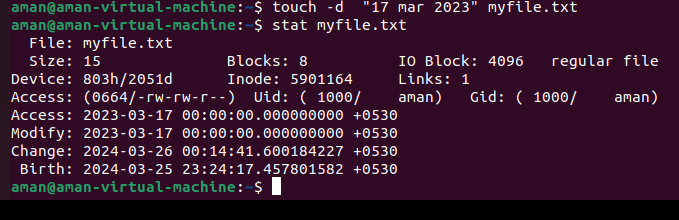 aman@aman-virtual-machine:~$ touch -d  "17 mar 2023" myfile.txt
aman@aman-virtual-machine:~$ stat myfile.txt
  File: myfile.txt
  Size: 15              Blocks: 8          IO Block: 4096   regular file
Device: 803h/2051d      Inode: 5901164     Links: 1
Access: (0664/-rw-rw-r--)  Uid: ( 1000/    aman)   Gid: ( 1000/    aman)
Access: 2023-03-17 00:00:00.000000000 +0530
Modify: 2023-03-17 00:00:00.000000000 +0530
Change: 2024-03-26 00:14:41.600184227 +0530
 Birth: 2024-03-25 23:24:17.457801582 +0530
aman@aman-virtual-machine:~$